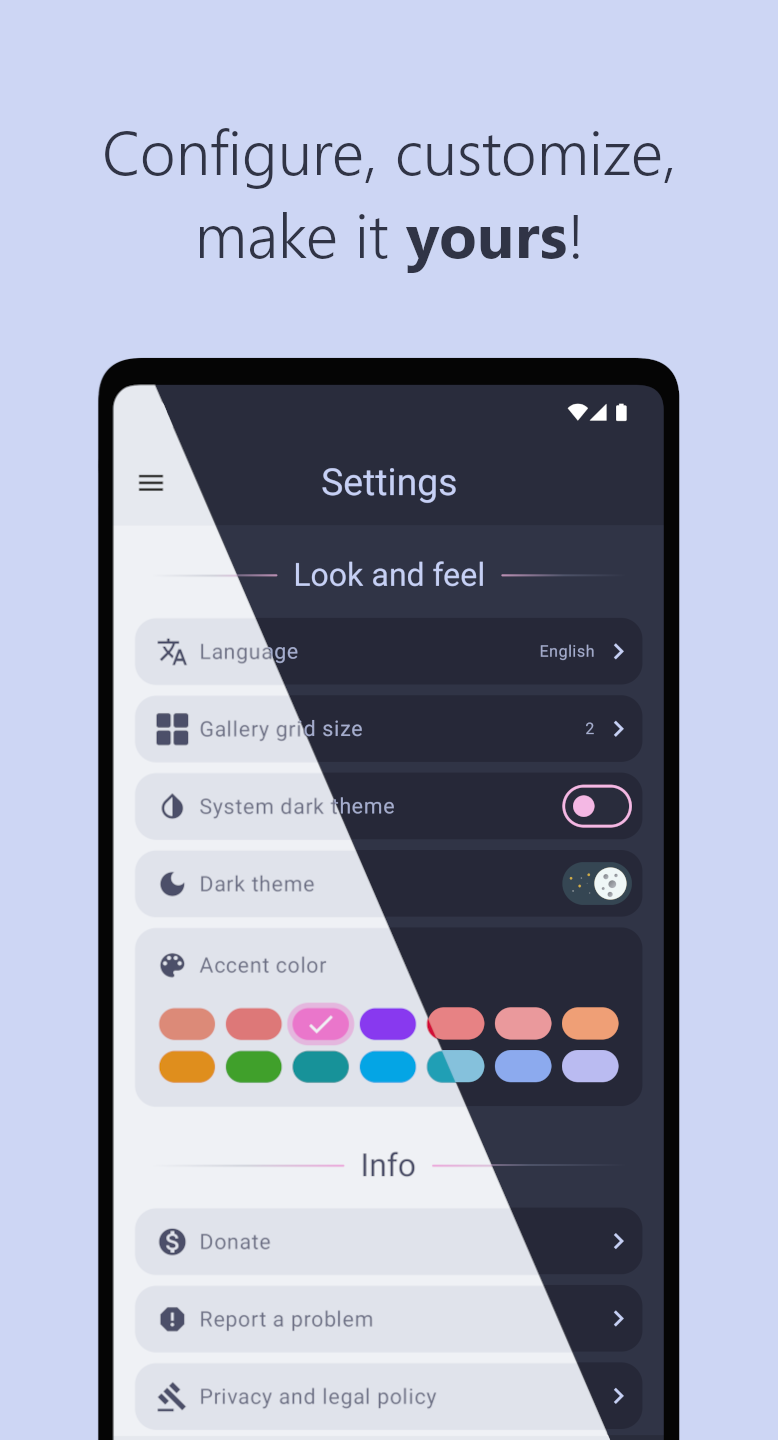 Configure, customize,
make it yours!
Settings
Look and feel
Language English
Gallery grid size 2
System dark theme
Dark theme
Accent color
Info
Donate
Report a problem
Privacy and legal policy